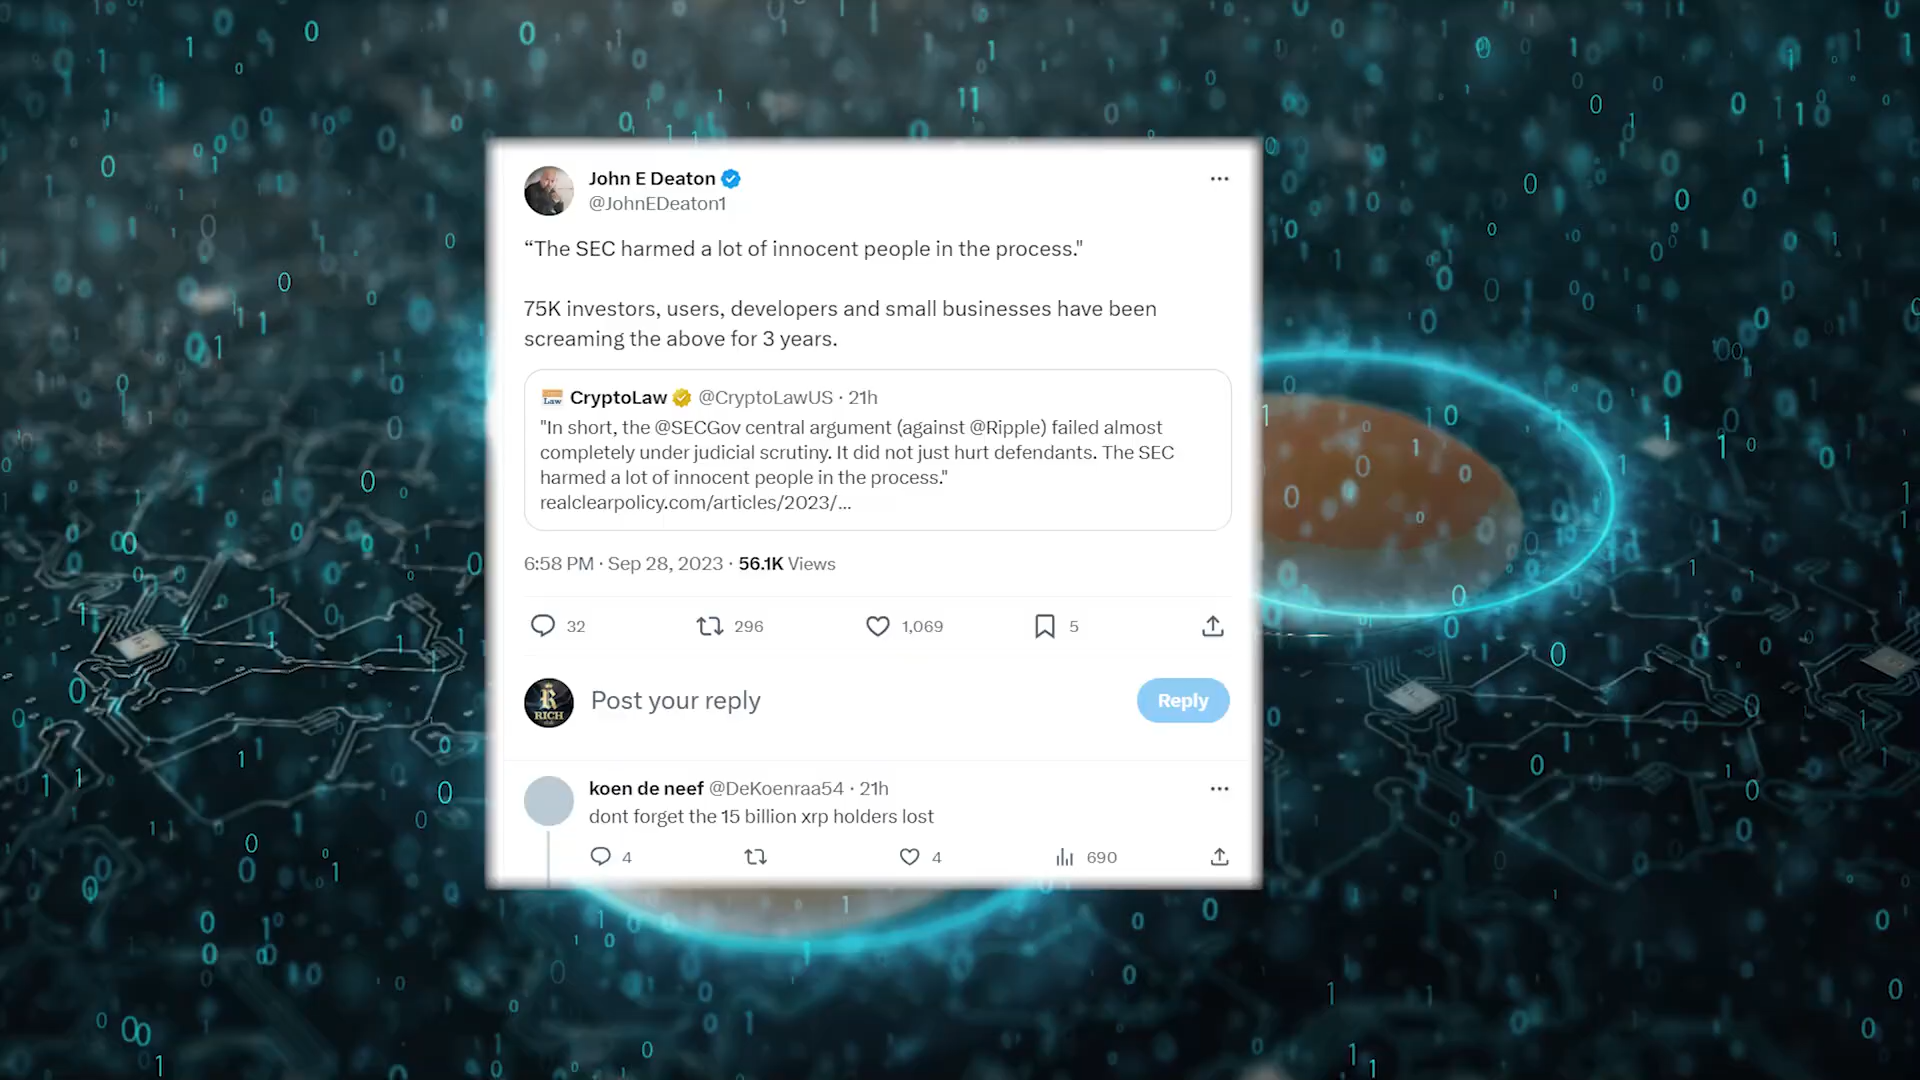 John E Deaton
@JohnEDeaton1
“The SEC harmed a lot of innocent people in the process."
75K investors, users, developers and small businesses have been
screaming the above for 3 years.
Law
CryptoLaw @CryptoLawUS · 21h
"In short, the @SECGov central argument (against @Ripple) failed almost
completely under judicial scrutiny. It did not just hurt defendants. The SEC
harmed a lot of innocent people in the process."
realclearpolicy.com/articles/2023/...
6:58 PM · Sep 28, 2023 · 56.1K Views
32 296 1,069 5
R
RICH
Post your reply
Reply
koen de neef @DeKoenraa54 · 21h
dont forget the 15 billion xrp holders lost
4 4 690